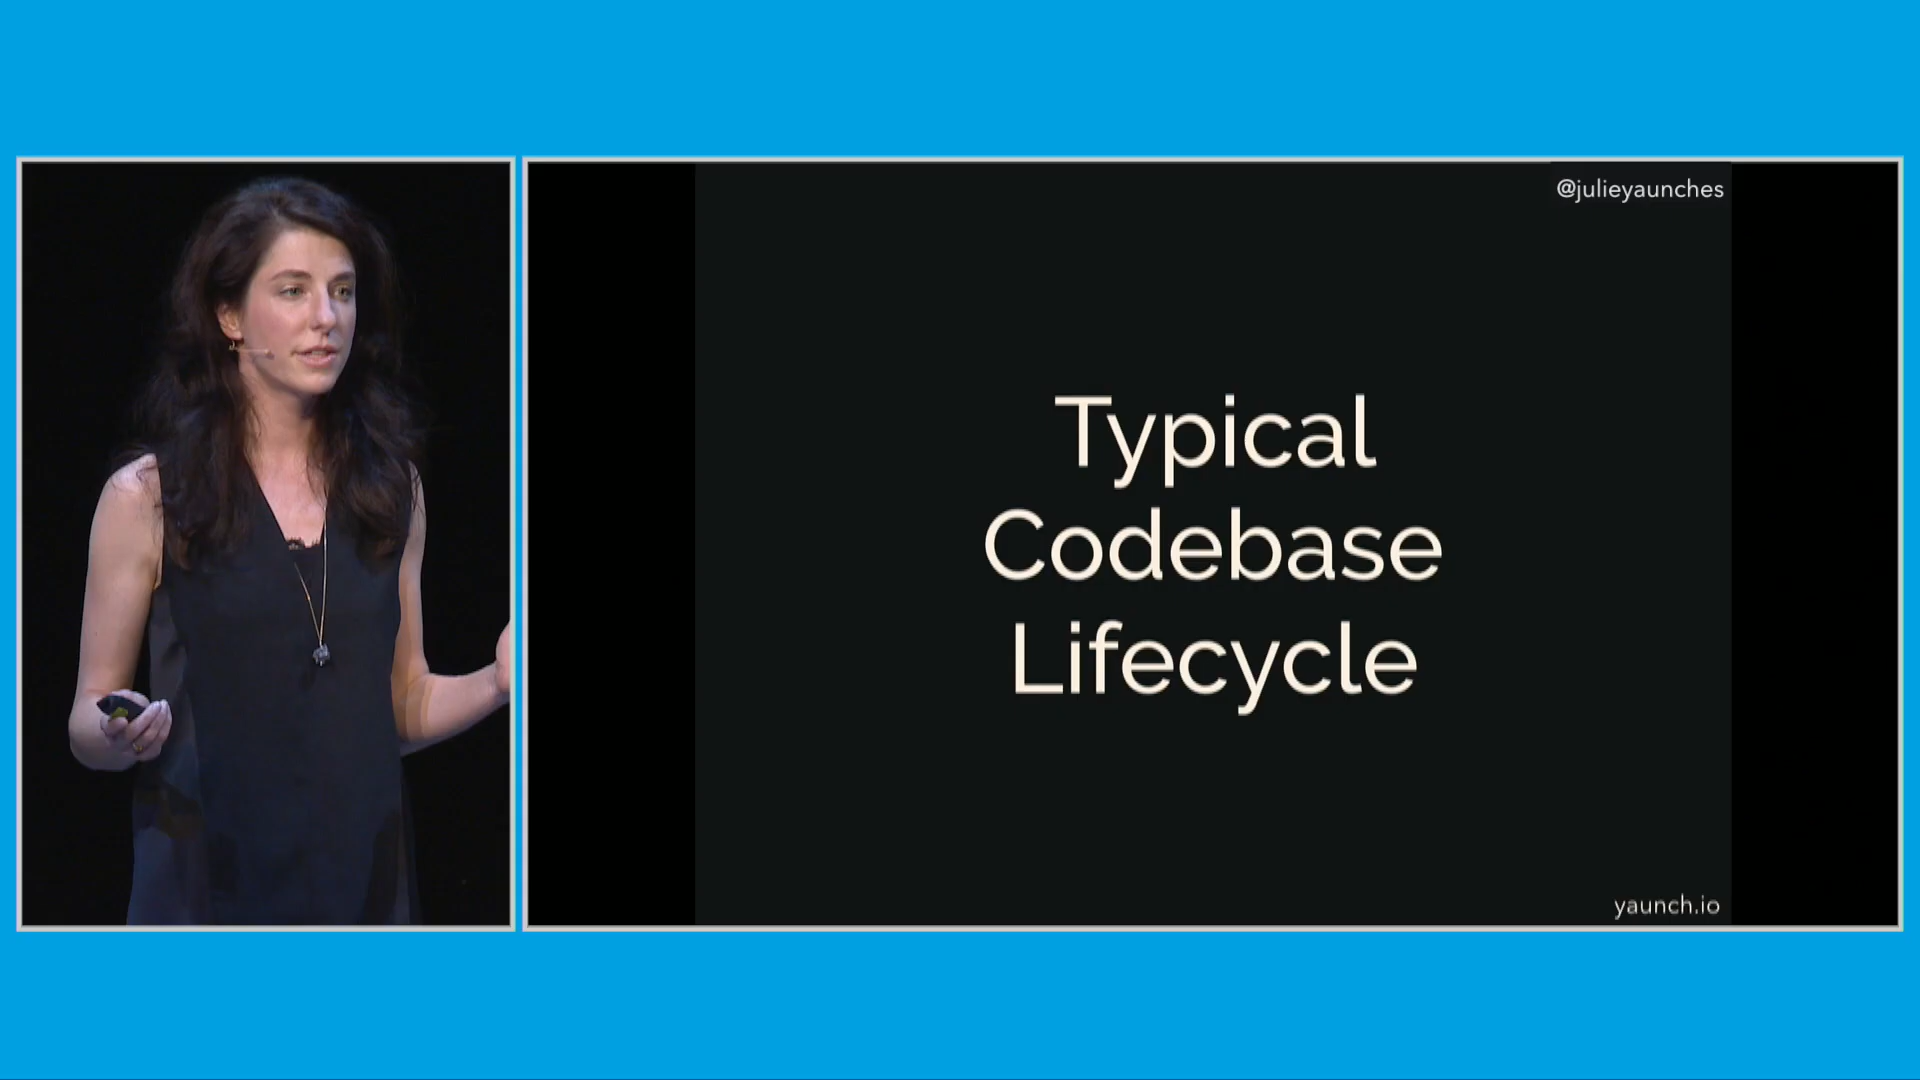 @julieyaunches
Typical
Codebase
Lifecycle
yaunch.io